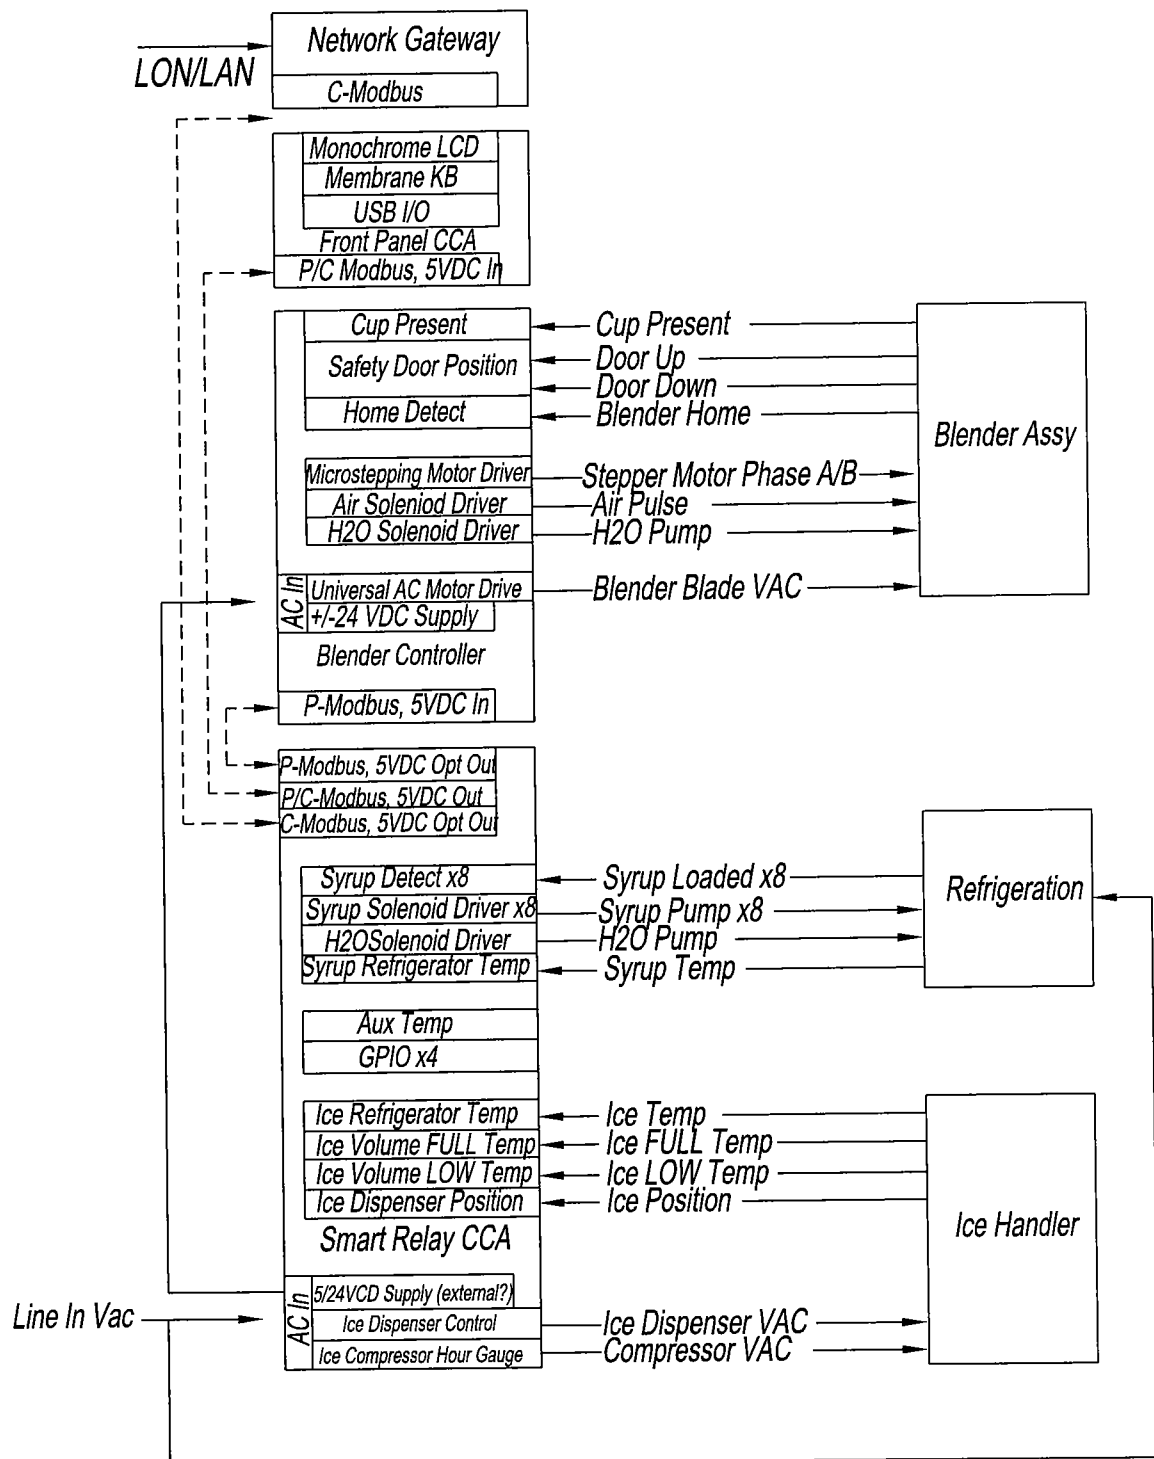 Network Gateway
LON/LAN
C-Modbus
Monochrome LCD
Membrane KB
USB I/O
Front Panel CCA
P/C Modbus, 5VDC In
Cup Present
Cup Present
Safety Door Position
Door Up
Door Down
Home Detect
Blender Home
Blender Assy
Microstepping Motor Driver
Stepper Motor Phase A/B
Air Soleniod Driver
Air Pulse
H2O Solenoid Driver
H2O Pump
AC In
Universal AC Motor Drive
Blender Blade VAC
+/-24 VDC Supply
Blender Controller
P-Modbus, 5VDC In
P-Modbus, 5VDC Opt Out
P/C-Modbus, 5VDC Out
C-Modbus, 5VDC Opt Out
Syrup Detect x8
Syrup Loaded x8
Refrigeration
Syrup Solenoid Driver x8
Syrup Pump x8
H2OSolenoid Driver
H2O Pump
Syrup Refrigerator Temp
Syrup Temp
Aux Temp
GPIO x4
Ice Refrigerator Temp
Ice Temp
Ice Volume FULL Temp
Ice FULL Temp
Ice Volume LOW Temp
Ice LOW Temp
Ice Dispenser Position
Ice Position
Ice Handler
Smart Relay CCA
Line In Vac
AC In
5/24VCD Supply (external?)
Ice Dispenser Control
Ice Dispenser VAC
Ice Compressor Hour Gauge
Compressor VAC